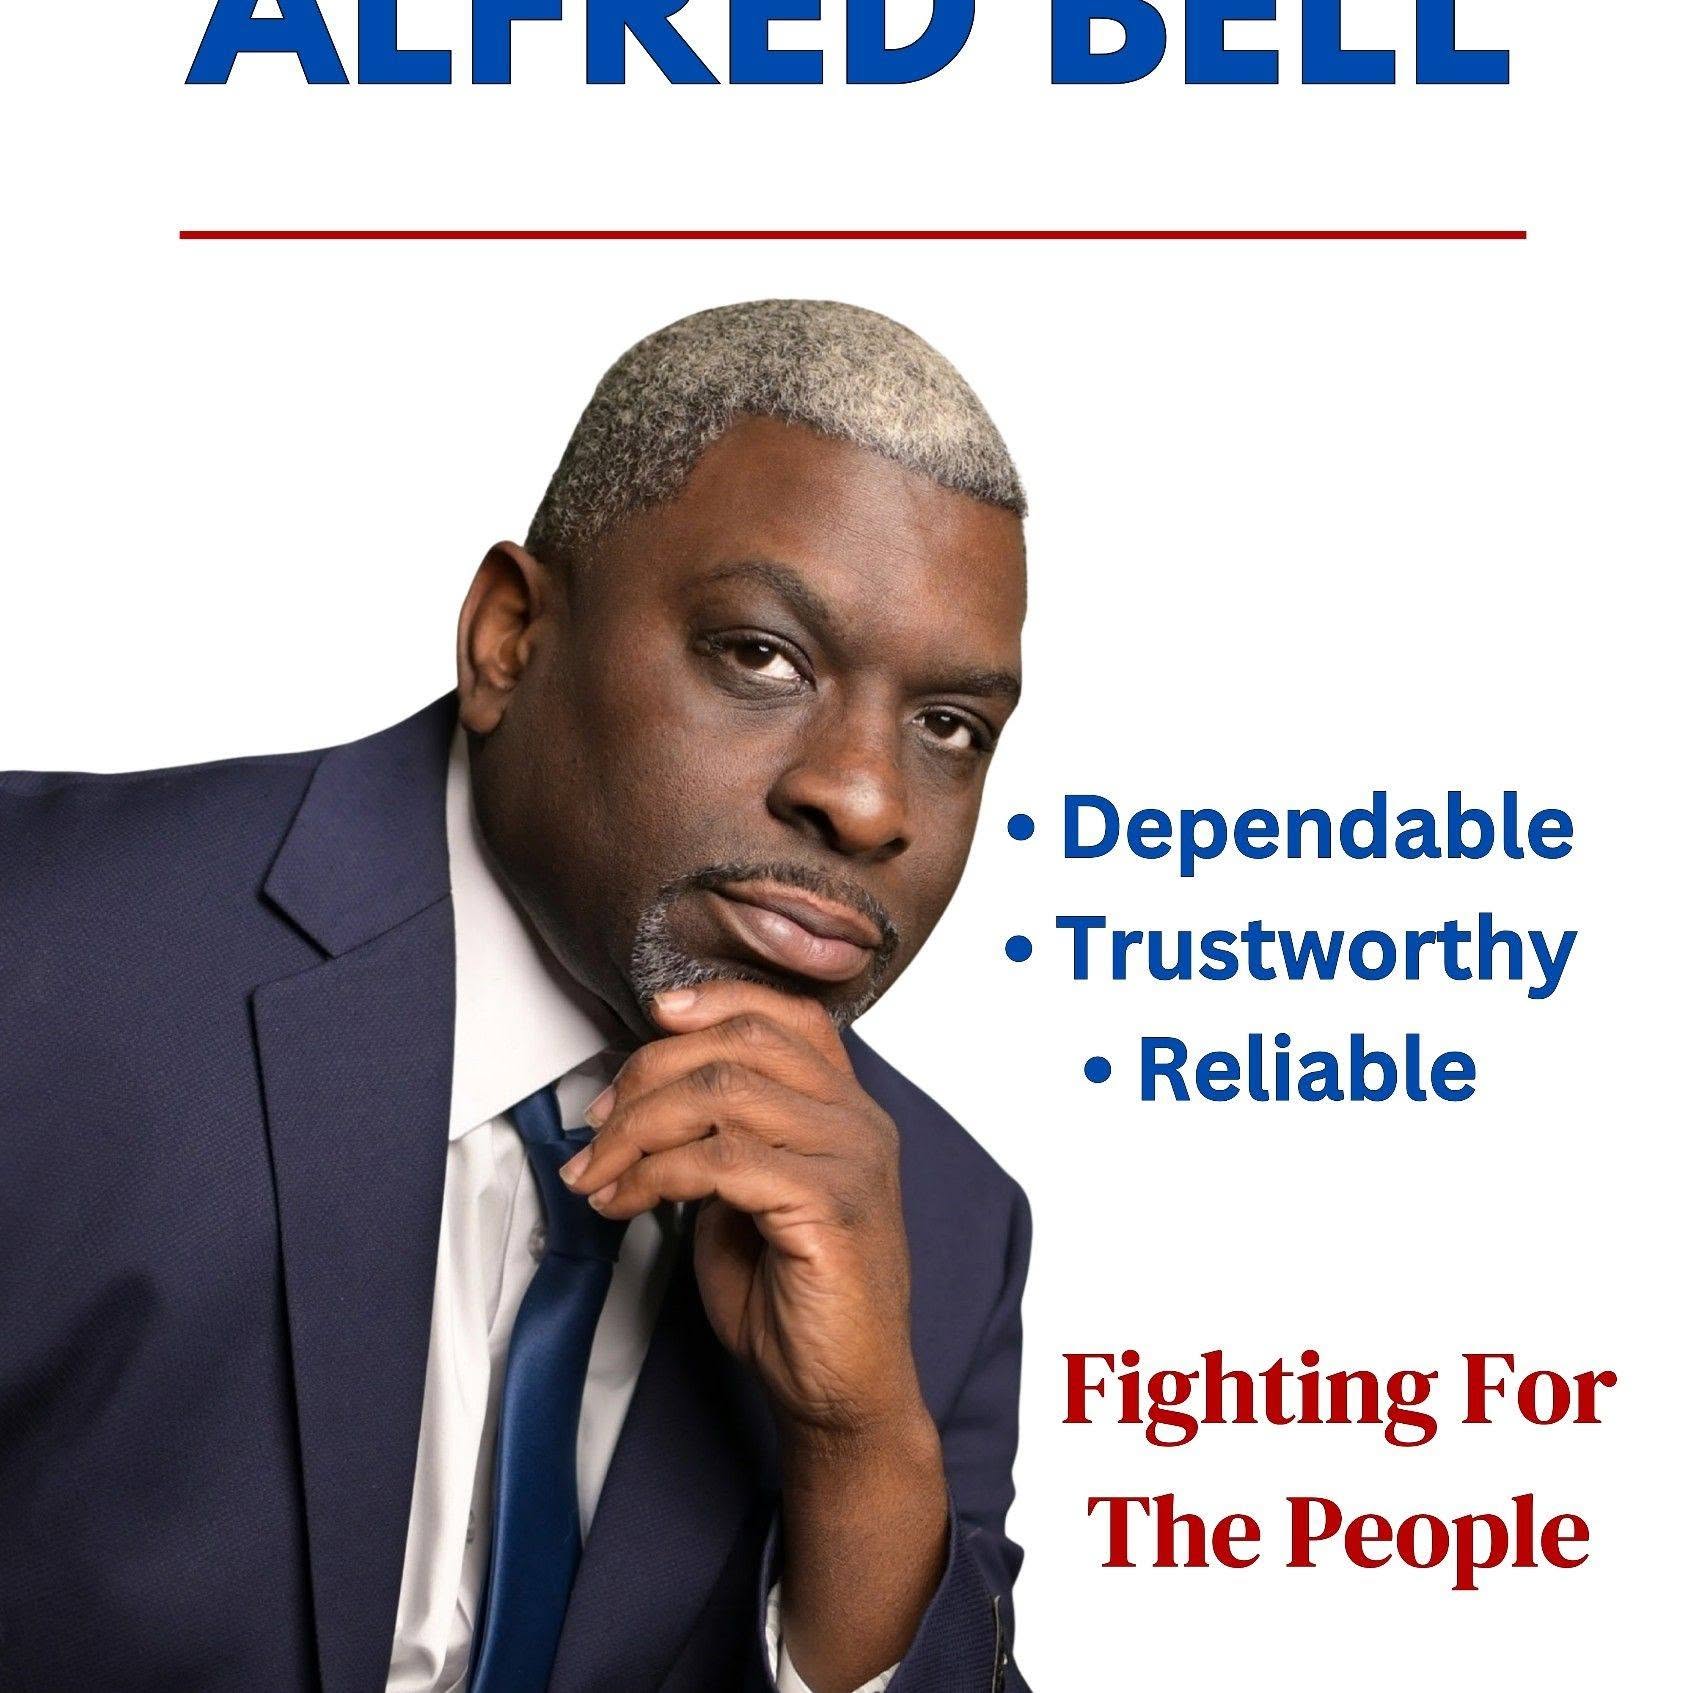 ALFRED BELL
• Dependable
• Trustworthy
• Reliable
Fighting For
The People